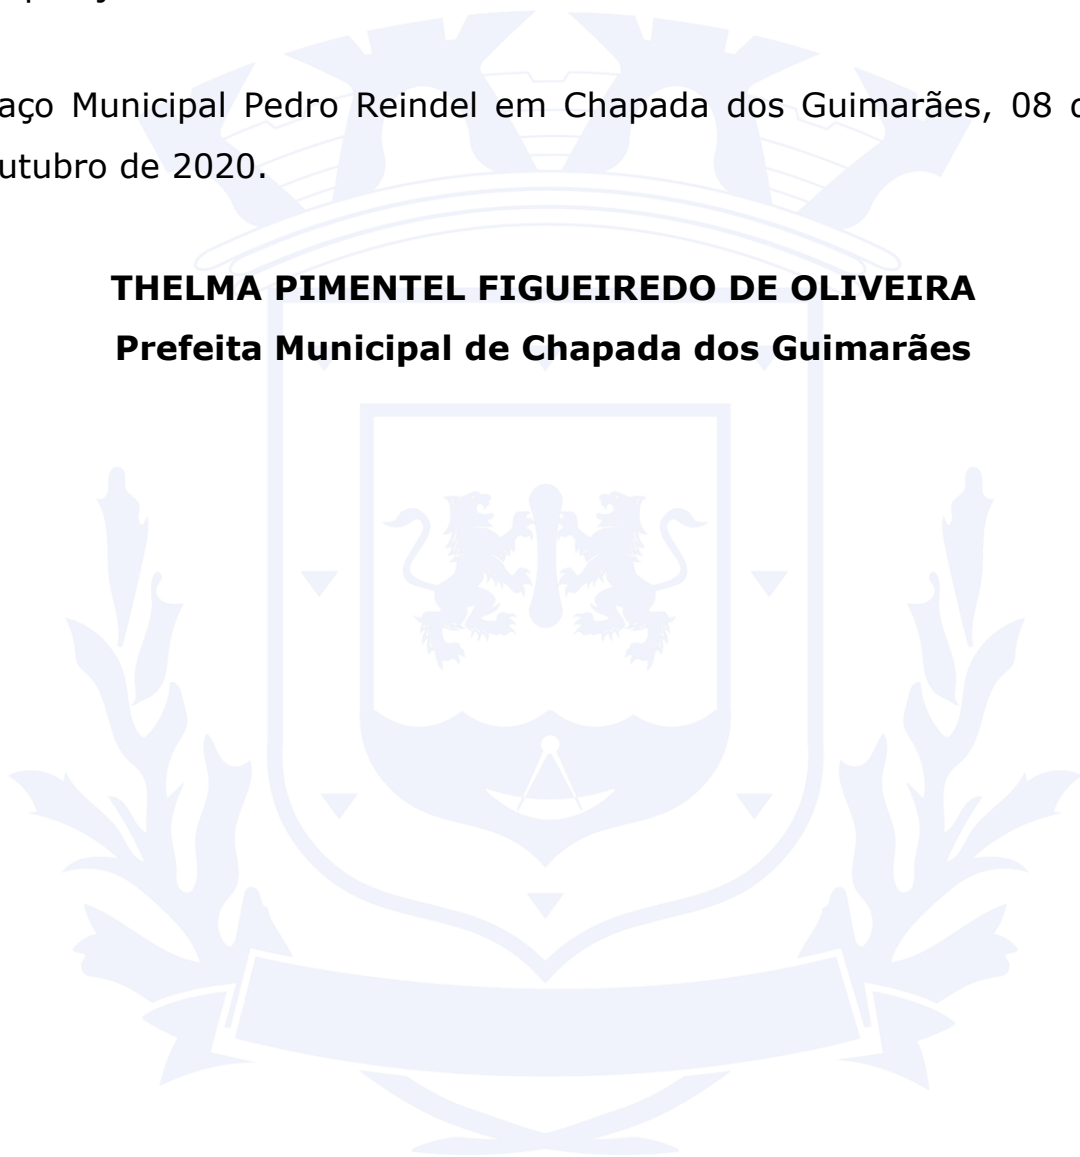 aço Municipal Pedro Reindel em Chapada dos Guimarães, 08
utubro de 2020.
THELMA PIMENTEL FIGUEIREDO DE OLIVEIRA
Prefeita Municipal de Chapada dos Guimarães